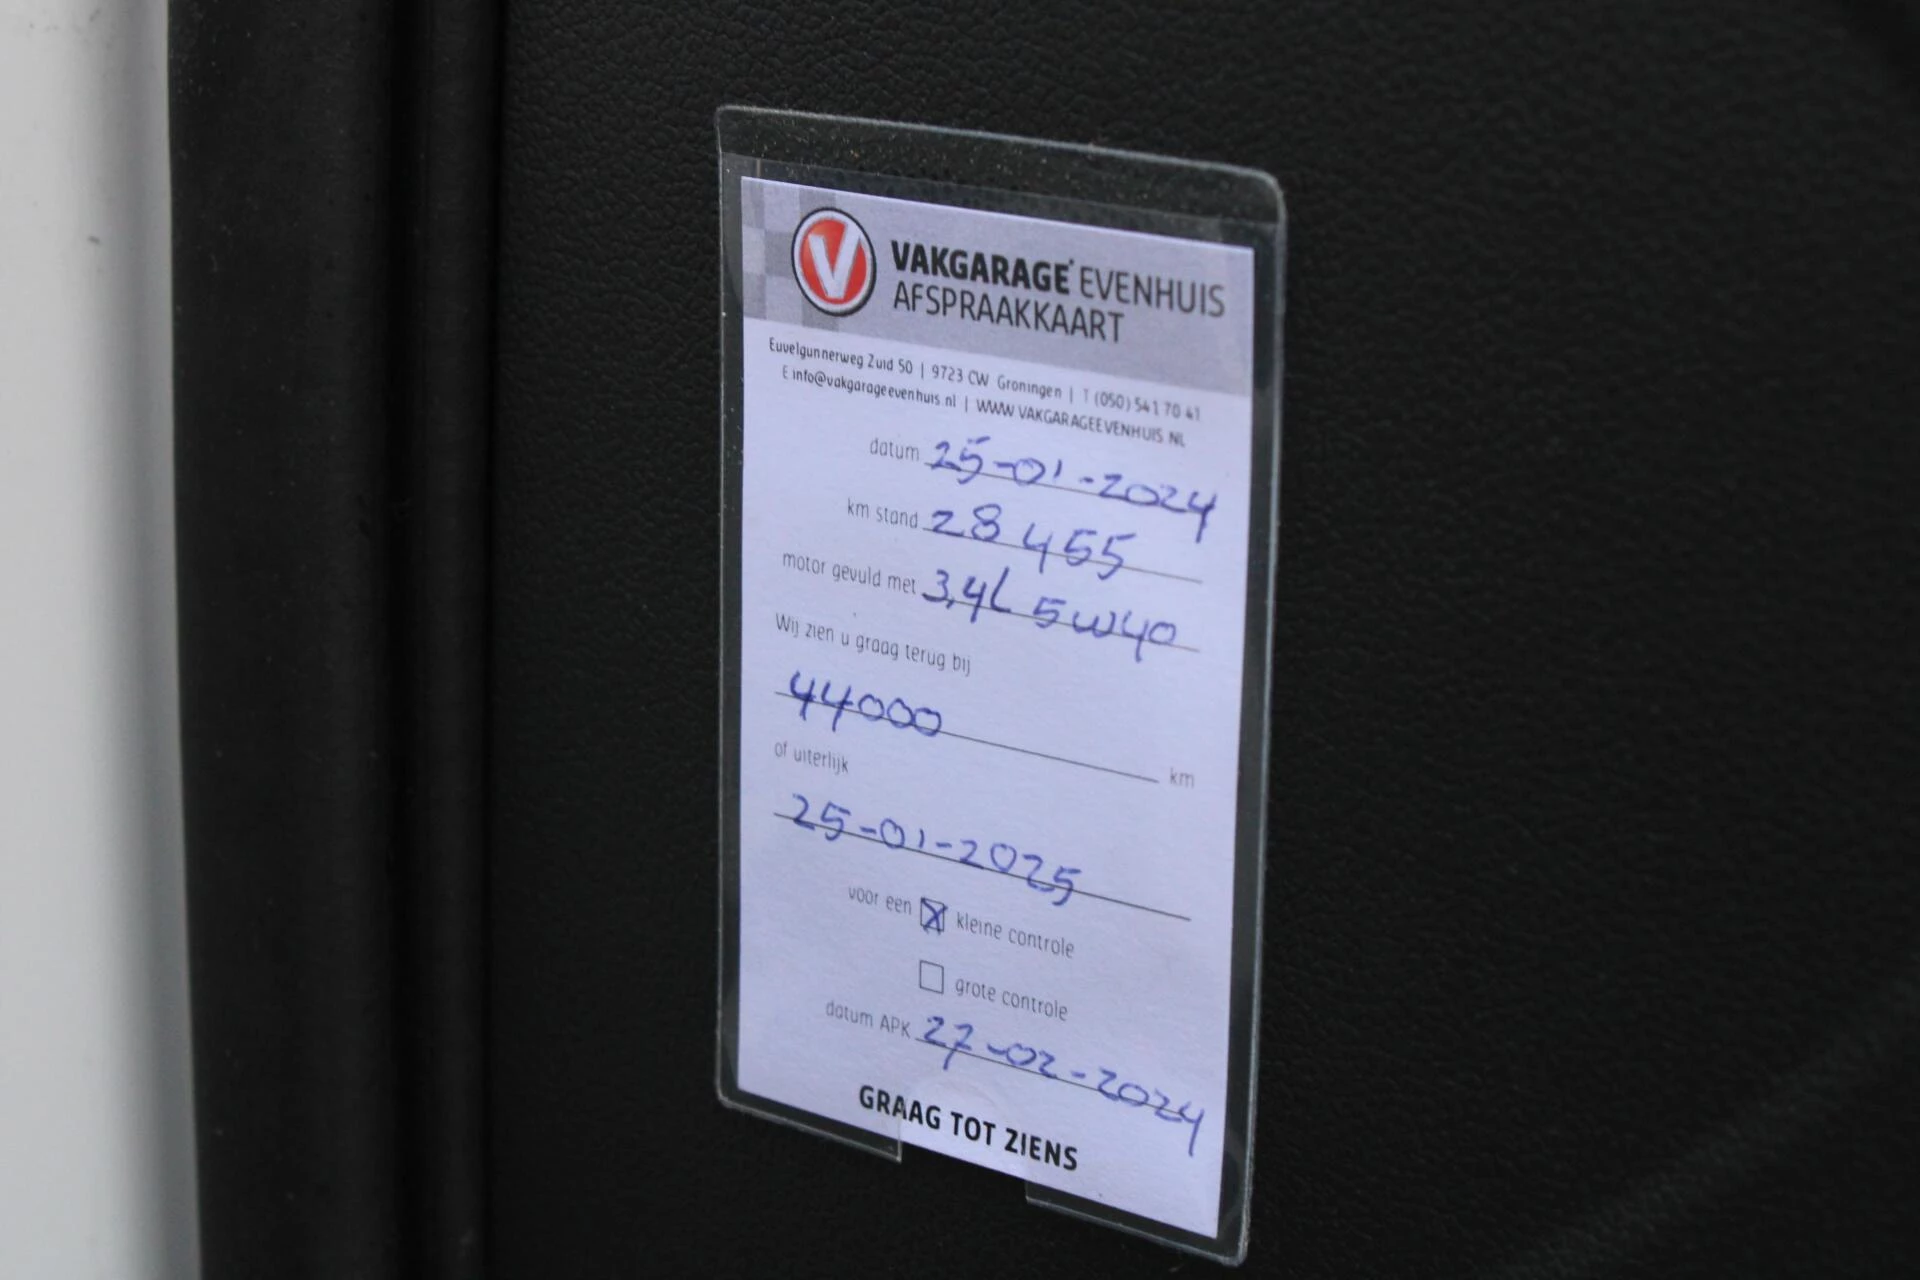 V VAKGARAGE EVENHUIS
AFSPRAAKKAART
Euvelgunnerweg Zuid 50 | 9723 CW Groningen | T (050) 541 70 41
E info@vakgarageevenhuis.nl | WWW.VAKGARAGEEVENHUIS.NL
datum 25-01-2024
km stand 28455
motor gevuld met 3,4L 5W40
Wij zien u graag terug bij
44000 km
of uiterlijk
25-01-2025
voor een ☒ kleine controle
☐ grote controle
datum APK 27-02-2024
GRAAG TOT ZIENS